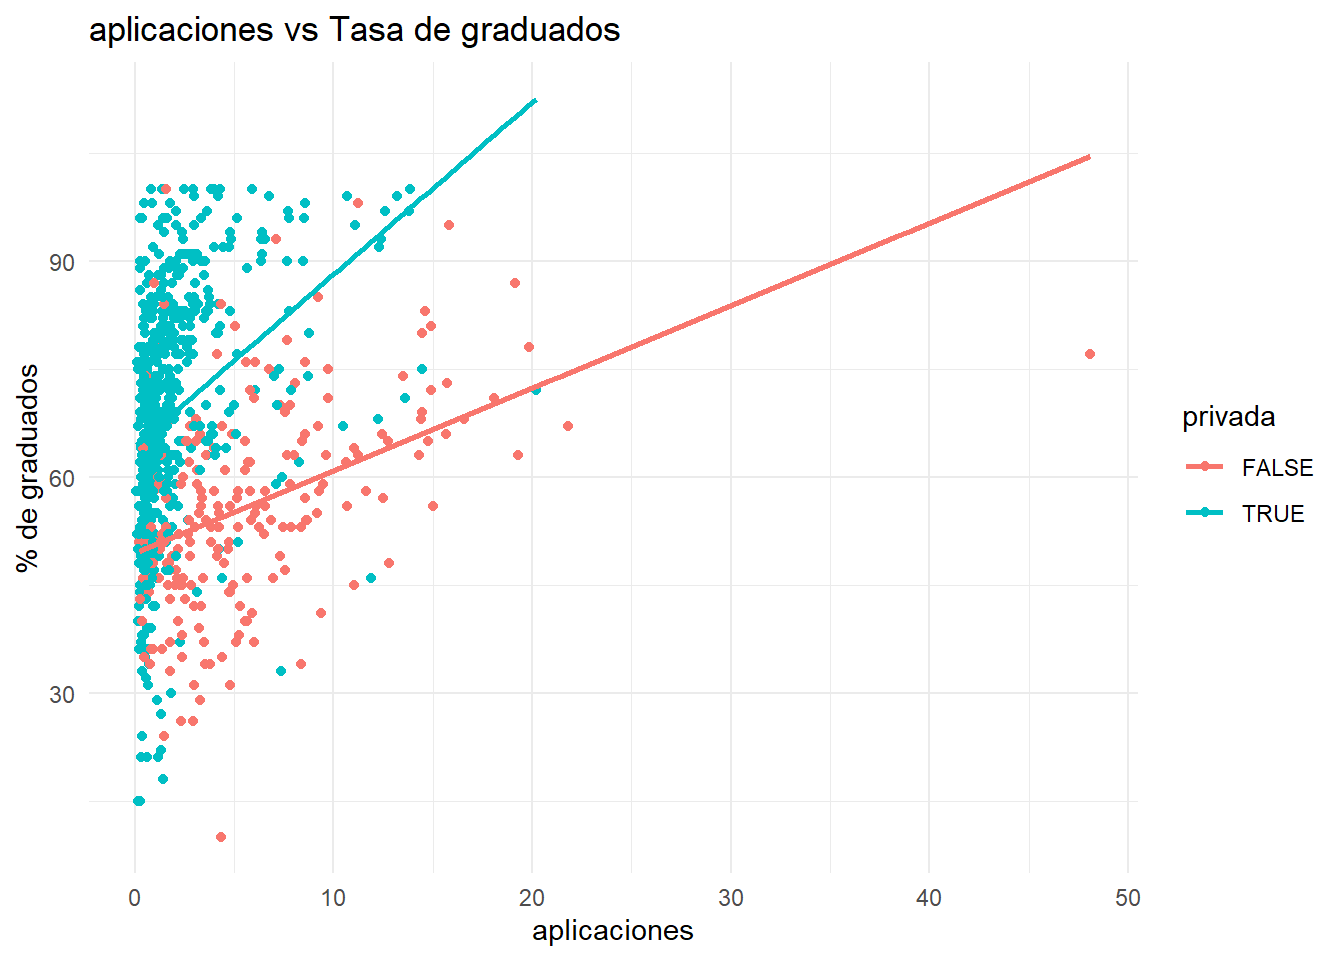 aplicaciones vs Tasa de graduados
% de graduados
90
60
30
0 10 20 30 40 50
aplicaciones
privada
FALSE
TRUE